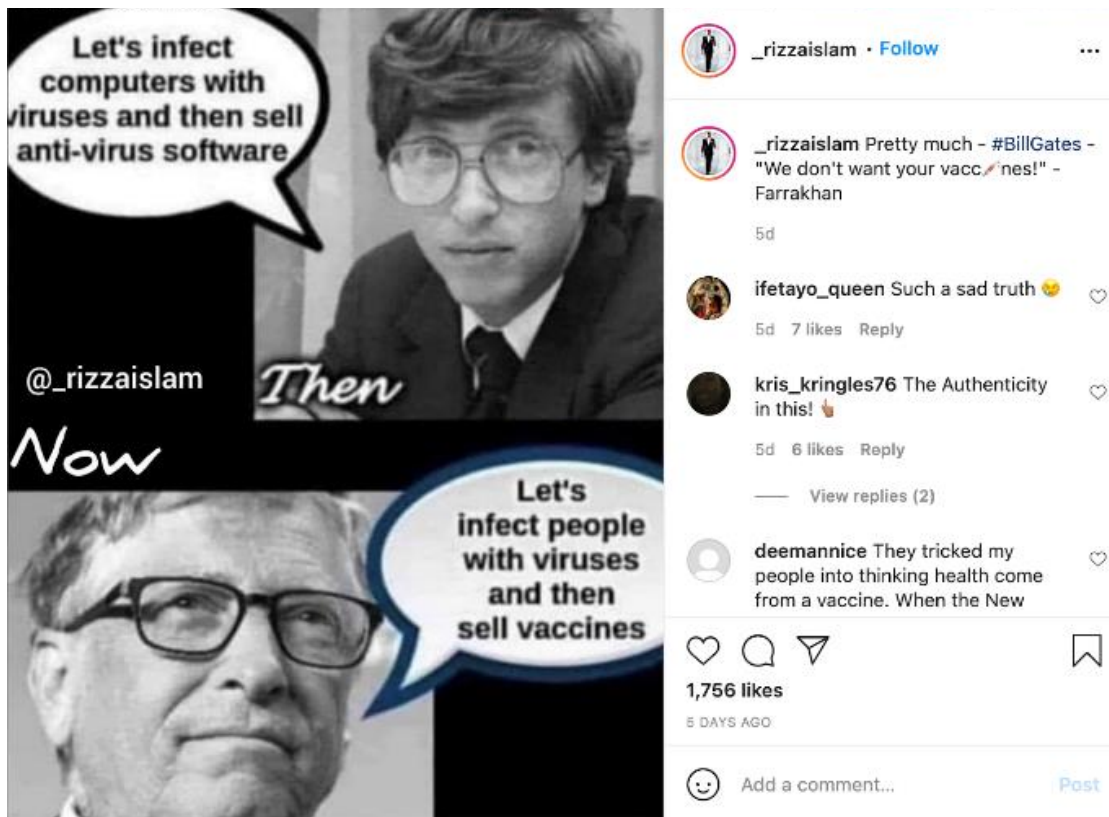 Let's infect
computers with
viruses and then sell
anti-virus software
@_rizzaislam
Then
Now
Let's
infect people
with viruses
and then
sell vaccines
_rizzaislam • Follow
_rizzaislam Pretty much - #BillGates -
"We don't want your vacc💉nes!" -
Farrakhan
5d
ifetayo_queen Such a sad truth 😢
5d 7 likes Reply
kris_kringles76 The Authenticity
in this! 👆🏽
5d 6 likes Reply
View replies (2)
deemannice They tricked my
people into thinking health come
from a vaccine. When the New
1,756 likes
5 DAYS AGO
Add a comment...
Post